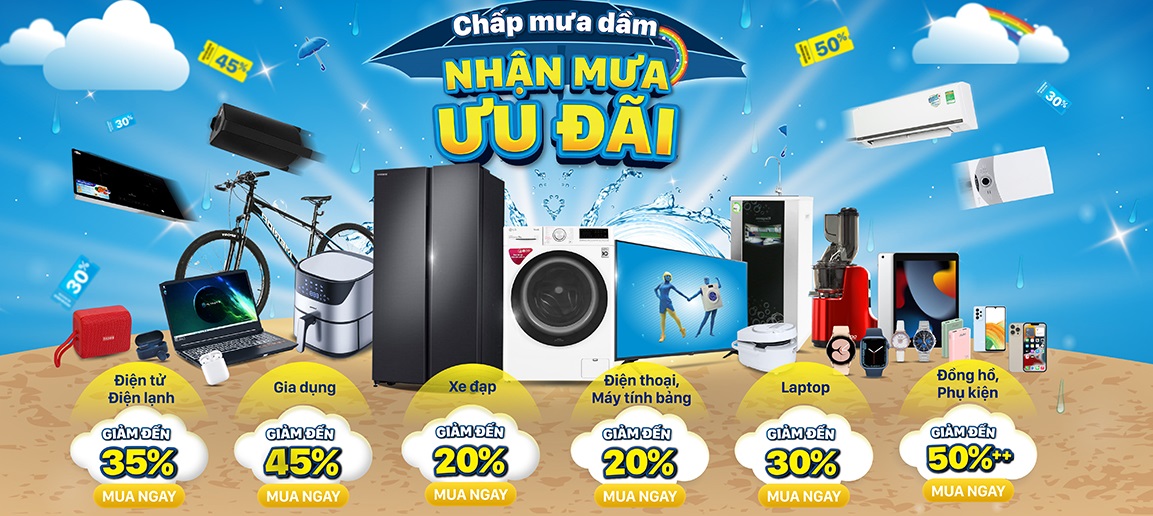 Chấp mưa dầm
NHẬN MƯA
ƯU ĐÃI
45%
50%
30%
30%
30%
Điện tử
Điện lạnh
GIẢM ĐẾN
35%
MUA NGAY
Gia dụng
GIẢM ĐẾN
45%
MUA NGAY
Xe đạp
GIẢM ĐẾN
20%
MUA NGAY
Điện thoại,
Máy tính bảng
GIẢM ĐẾN
20%
MUA NGAY
Laptop
GIẢM ĐẾN
30%
MUA NGAY
Đồng hồ,
Phụ kiện
GIẢM ĐẾN
50%++
MUA NGAY